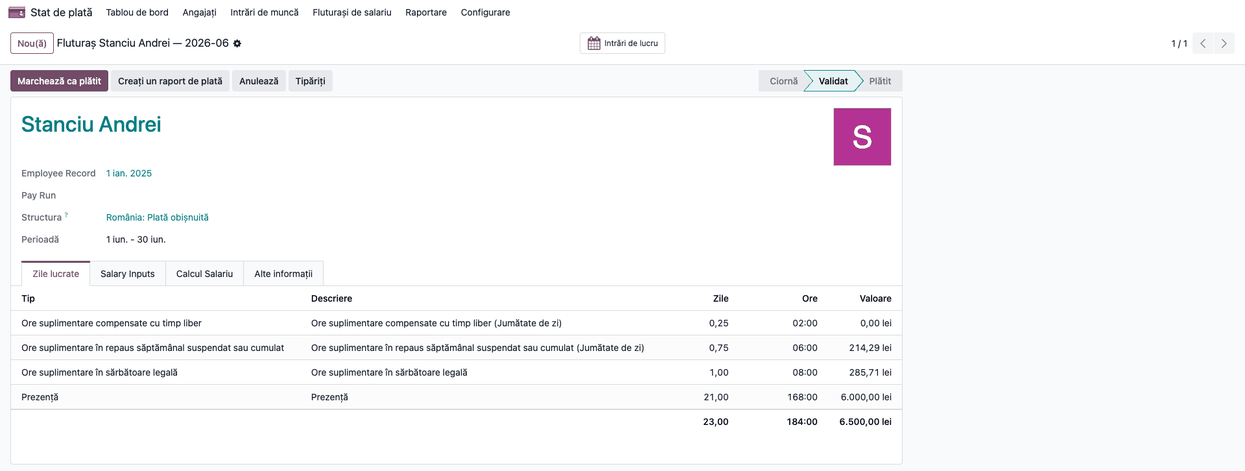 Stat de plată Tablou de bord Angajați Intrări de muncă Fluturași de salariu Raportare Configurare
Nou(ă) Fluturaș Stanciu Andrei — 2026-06 Intrări de lucru 1 / 1
Marchează ca plătit Creați un raport de plată Anulează Tipăriți Ciornă Validat Plătit
Stanciu Andrei
S
Employee Record 1 ian. 2025
Pay Run
Structura ? România: Plată obișnuită
Perioadă 1 iun. - 30 iun.
Zile lucrate Salary Inputs Calcul Salariu Alte informații
Tip Descriere Zile Ore Valoare
Ore suplimentare compensate cu timp liber Ore suplimentare compensate cu timp liber (Jumătate de zi) 0,25 02:00 0,00 lei
Ore suplimentare în repaus săptămânal suspendat sau cumulat Ore suplimentare în repaus săptămânal suspendat sau cumulat (Jumătate de zi) 0,75 06:00 214,29 lei
Ore suplimentare în sărbătoare legală Ore suplimentare în sărbătoare legală 1,00 08:00 285,71 lei
Prezență Prezență 21,00 168:00 6.000,00 lei
23,00 184:00 6.500,00 lei